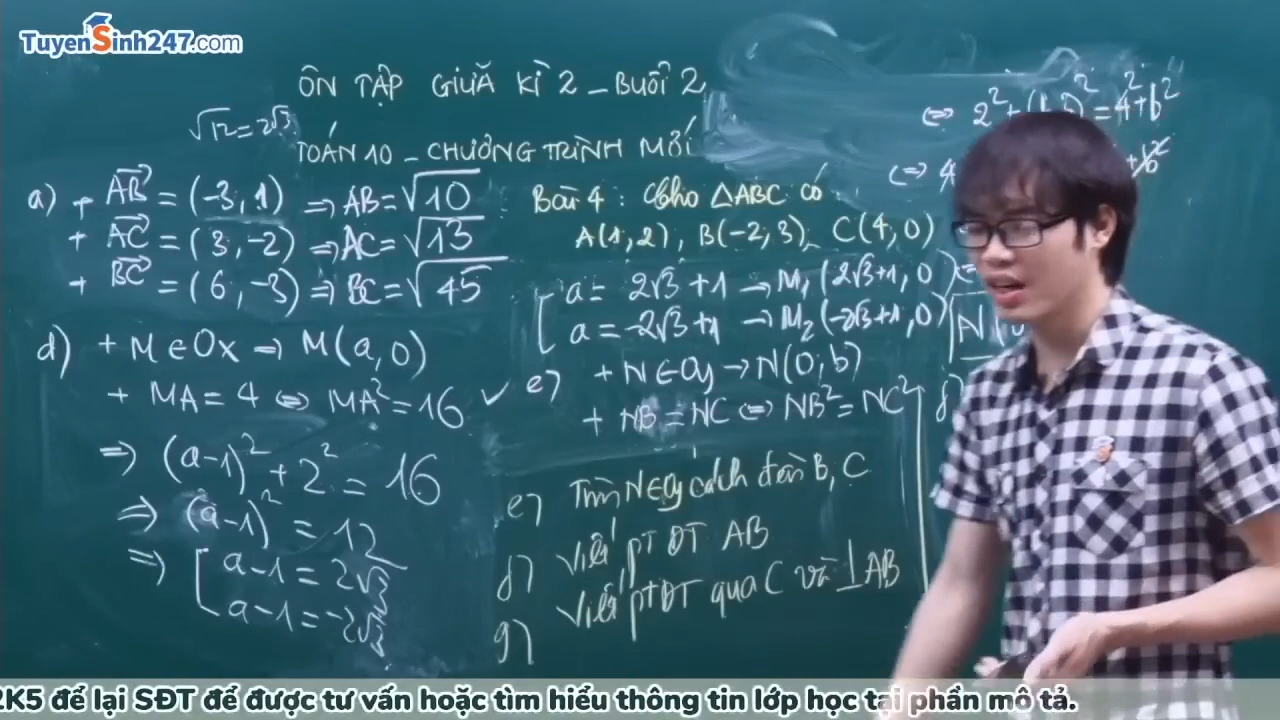 TuyenSinh247.com
ÔN TẬP GIỮA KÌ 2 - BUỔI 2
√12 = 2√3
TOÁN 10 - CHƯƠNG TRÌNH MỚI
a) + AB→ = (-3, 1) ⇒ AB = √10
+ AC→ = (3, -2) ⇒ AC = √13
+ BC→ = (6, -3) ⇒ BC = √45
d) + M ∈ Ox ⇒ M(a, 0)
+ MA = 4 ⇔ MA² = 16 ✓
⇒ (a-1)² + 2² = 16
⇒ (a-1)² = 12
⇒ [ a-1 = 2√3
a-1 = -2√3
Bài 4 : Cho △ABC có
A(1, 2), B(-2, 3), C(4, 0)
[ a = 2√3 + 1 → M₁(2√3+1, 0)
a = -2√3 + 1 → M₂(-2√3+1, 0)
e) + N ∈ Oy → N(0; b)
+ NB = NC ⇔ NB² = NC²
e) Tìm N ∈ Oy cách đều B, C
f) Viết pt ĐT AB
g) Viết pt ĐT qua C và ⊥ AB
⇔ 2² + = 4² + b²
⇔ 4 + b²
N(0
f)
2K5 để lại SĐT để được tư vấn hoặc tìm hiểu thông tin lớp học tại phần mô tả.